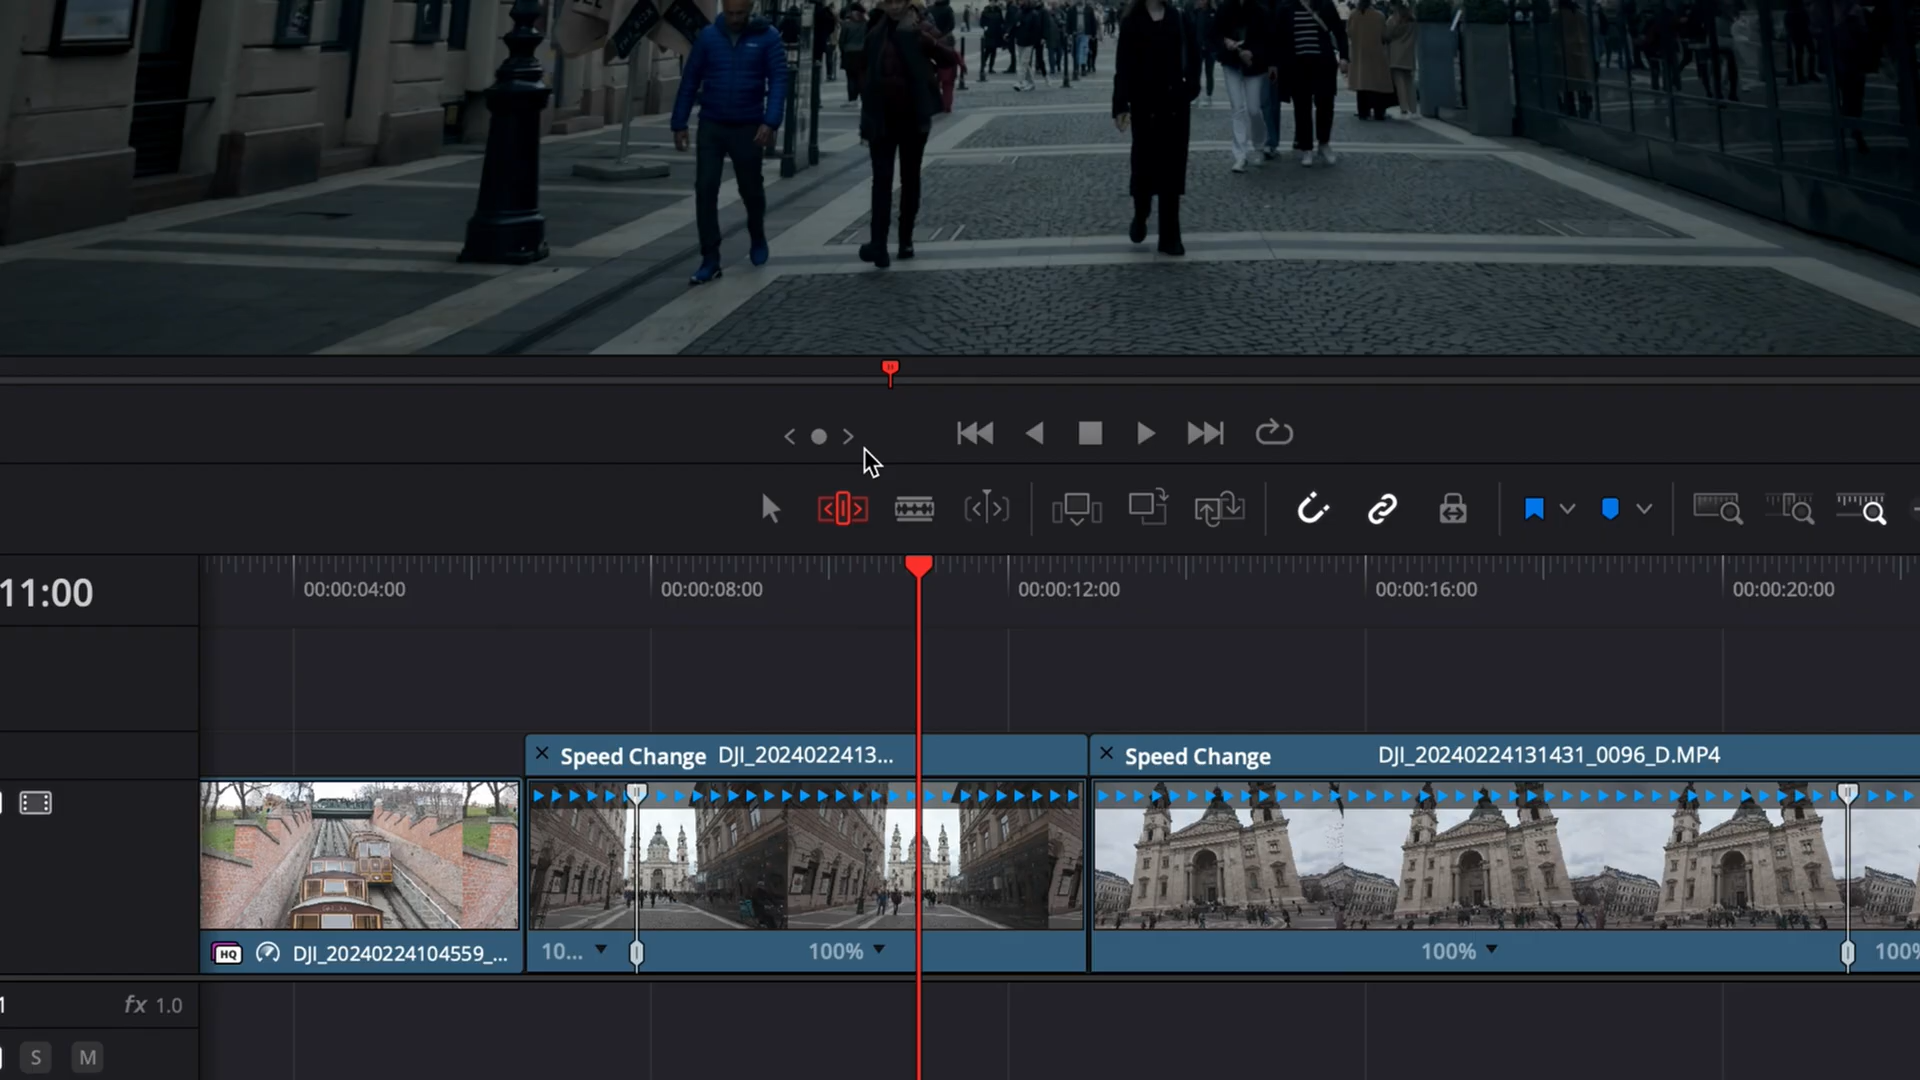 11:00
00:00:04:00
00:00:08:00
00:00:12:00
00:00:16:00
00:00:20:00
Speed Change DJI_2024022413...
Speed Change DJI_20240224131431_0096_D.MP4
HQ DJI_20240224104559_...
10...
100%
100%
100%
fx 1.0
S
M